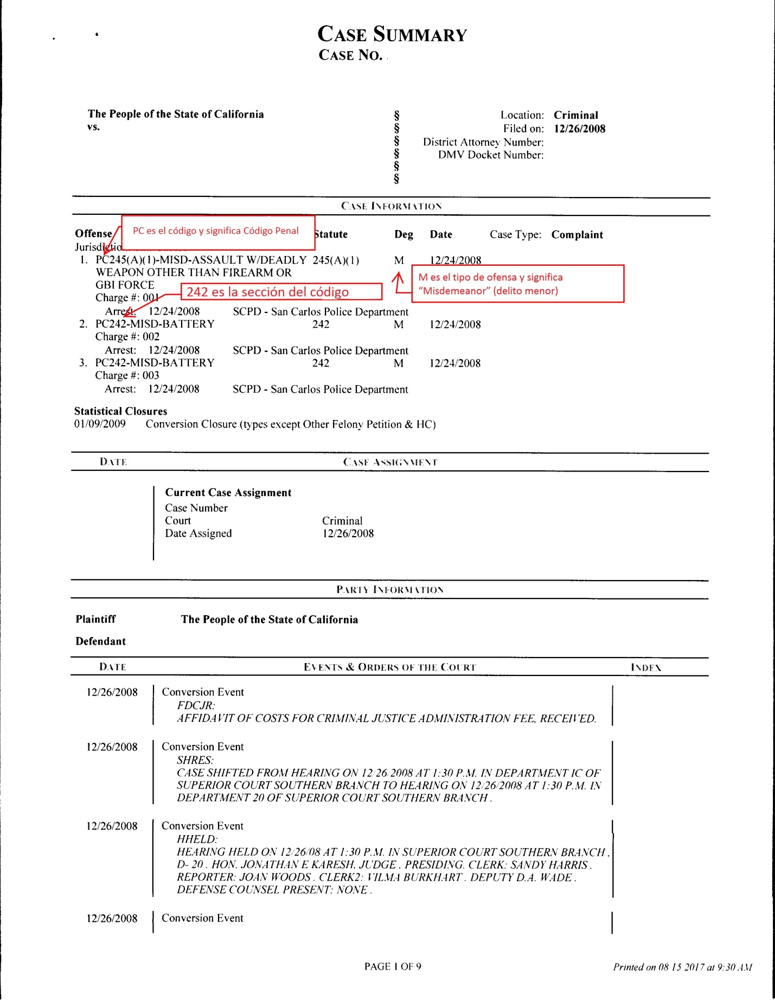 CASE SUMMARY
CASE NO.
The People of the State of California
vs.
§
§
§
§
§
§
Location: Criminal
Filed on: 12/26/2008
District Attorney Number:
DMV Docket Number:
CASE INFORMATION
PC es el código y significa Código Penal
Offense Statute Deg Date Case Type: Complaint
1. PC245(A)(1)-MISD-ASSAULT W/DEADLY 245(A)(1) M 12/24/2008
WEAPON OTHER THAN FIREARM OR
GBI FORCE
M es el tipo de ofensa y significa
“Misdemeanor” (delito menor)
242 es la sección del código
Charge #: 001
Arrest: 12/24/2008 SCPD - San Carlos Police Department
2. PC242-MISD-BATTERY 242 M 12/24/2008
Charge #: 002
Arrest: 12/24/2008 SCPD - San Carlos Police Department
3. PC242-MISD-BATTERY 242 M 12/24/2008
Charge #: 003
Arrest: 12/24/2008 SCPD - San Carlos Police Department
Statistical Closures
01/09/2009 Conversion Closure (types except Other Felony Petition & HC)
DATE CASE ASSIGNMENT
Current Case Assignment
Case Number
Court Criminal
Date Assigned 12/26/2008
PARTY INFORMATION
Plaintiff The People of the State of California
Defendant
DATE EVENTS & ORDERS OF THE COURT INDEX
12/26/2008 Conversion Event
FDCJR:
AFFIDAVIT OF COSTS FOR CRIMINAL JUSTICE ADMINISTRATION FEE, RECEIVED.
12/26/2008 Conversion Event
SHRES:
CASE SHIFTED FROM HEARING ON 12/26/2008 AT 1:30 P.M. IN DEPARTMENT IC OF
SUPERIOR COURT SOUTHERN BRANCH TO HEARING ON 12/26/2008 AT 1:30 P.M. IN
DEPARTMENT 20 OF SUPERIOR COURT SOUTHERN BRANCH .
12/26/2008 Conversion Event
HHELD:
HEARING HELD ON 12/26/08 AT 1:30 P.M. IN SUPERIOR COURT SOUTHERN BRANCH ,
D- 20 . HON. JONATHAN E KARESH, JUDGE , PRESIDING. CLERK: SANDY HARRIS .
REPORTER: JOAN WOODS . CLERK2: VILMA BURKHART . DEPUTY D.A. WADE .
DEFENSE COUNSEL PRESENT: NONE .
12/26/2008 Conversion Event
PAGE 1 OF 9
Printed on 08 15 2017 at 9:30 AM